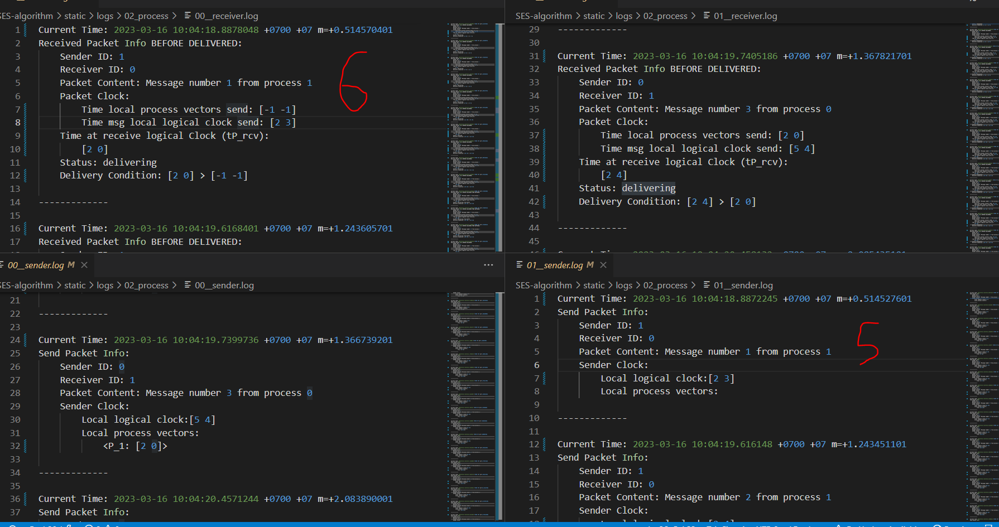 SES-algorithm > static > logs > 02_process > 00__receiver.log
1 Current Time: 2023-03-16 10:04:18.8878048 +0700 +07 m=+0.514570401
2 Received Packet Info BEFORE DELIVERED:
3 Sender ID: 1
4 Receiver ID: 0
5 Packet Content: Message number 1 from process 1
6 Packet Clock:
7 Time local process vectors send: [-1 -1]
8 Time msg local logical clock send: [2 3]
9 Time at receive logical Clock (tP_rcv):
10 [2 0]
11 Status: delivering
12 Delivery Condition: [2 0] > [-1 -1]
13
14 -------------
15
16 Current Time: 2023-03-16 10:04:19.6168401 +0700 +07 m=+1.243605701
17 Received Packet Info BEFORE DELIVERED:
6
SES-algorithm > static > logs > 02_process > 01__receiver.log
29 -------------
30
31 Current Time: 2023-03-16 10:04:19.7405186 +0700 +07 m=+1.367821701
32 Received Packet Info BEFORE DELIVERED:
33 Sender ID: 0
34 Receiver ID: 1
35 Packet Content: Message number 3 from process 0
36 Packet Clock:
37 Time local process vectors send: [2 0]
38 Time msg local logical clock send: [5 4]
39 Time at receive logical Clock (tP_rcv):
40 [2 4]
41 Status: delivering
42 Delivery Condition: [2 4] > [2 0]
43
44 -------------
45
00__sender.log M
SES-algorithm > static > logs > 02_process > 00__sender.log
21
22 -------------
23
24 Current Time: 2023-03-16 10:04:19.7399736 +0700 +07 m=+1.366739201
25 Send Packet Info:
26 Sender ID: 0
27 Receiver ID: 1
28 Packet Content: Message number 3 from process 0
29 Sender Clock:
30 Local logical clock:[5 4]
31 Local process vectors:
32 <P_1: [2 0]>
33
34 -------------
35
36 Current Time: 2023-03-16 10:04:20.4571244 +0700 +07 m=+2.083890001
37 Send Packet Info:
01__sender.log M
SES-algorithm > static > logs > 02_process > 01__sender.log
1 Current Time: 2023-03-16 10:04:18.8872245 +0700 +07 m=+0.514527601
2 Send Packet Info:
3 Sender ID: 1
4 Receiver ID: 0
5 Packet Content: Message number 1 from process 1
6 Sender Clock:
7 Local logical clock:[2 3]
8 Local process vectors:
9
10 -------------
11
12 Current Time: 2023-03-16 10:04:19.616148 +0700 +07 m=+1.243451101
13 Send Packet Info:
14 Sender ID: 1
15 Receiver ID: 0
16 Packet Content: Message number 2 from process 1
17 Sender Clock:
5